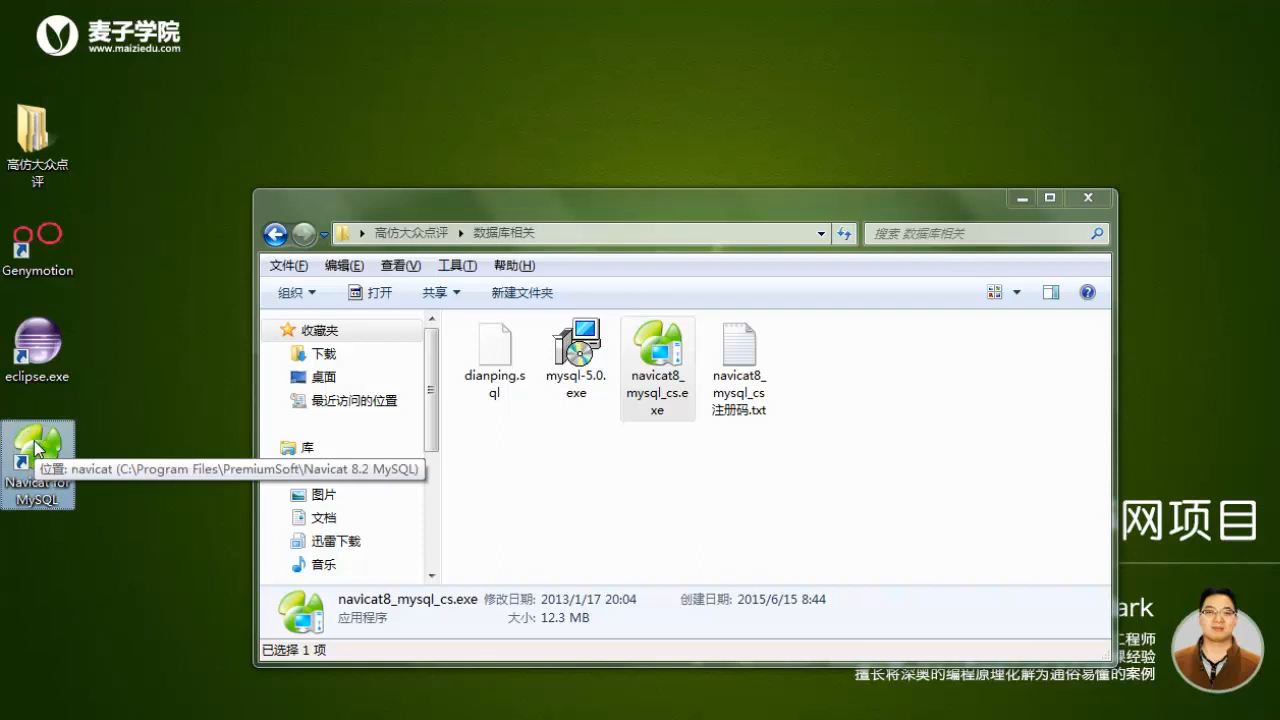 麦子学院
www.maiziedu.com
高仿大众点
评
Genymotion
eclipse.exe
Navicat for
MySQL
位置: navicat (C:\Program Files\PremiumSoft\Navicat 8.2 MySQL)
高仿大众点评
数据库相关
搜索 数据库相关
文件(F)
编辑(E)
查看(V)
工具(T)
帮助(H)
组织
打开
共享
新建文件夹
收藏夹
下载
桌面
最近访问的位置
库
图片
文档
迅雷下载
音乐
dianping.s
ql
mysql-5.0.
exe
navicat8_
mysql_cs.e
xe
navicat8_
mysql_cs
注册码.txt
navicat8_mysql_cs.exe 修改日期: 2013/1/17 20:04 创建日期: 2015/6/15 8:44
应用程序 大小: 12.3 MB
已选择 1 项
网项目
ark
工程师
课经验
擅长将深奥的编程原理化解为通俗易懂的案例